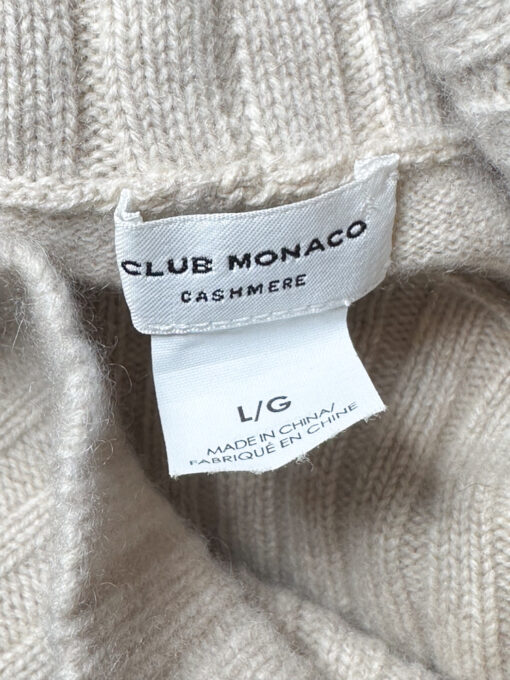 CLUB MONACO
CASHMERE
L/G
MADE IN CHINA/
FABRIQUÉ EN CHINE